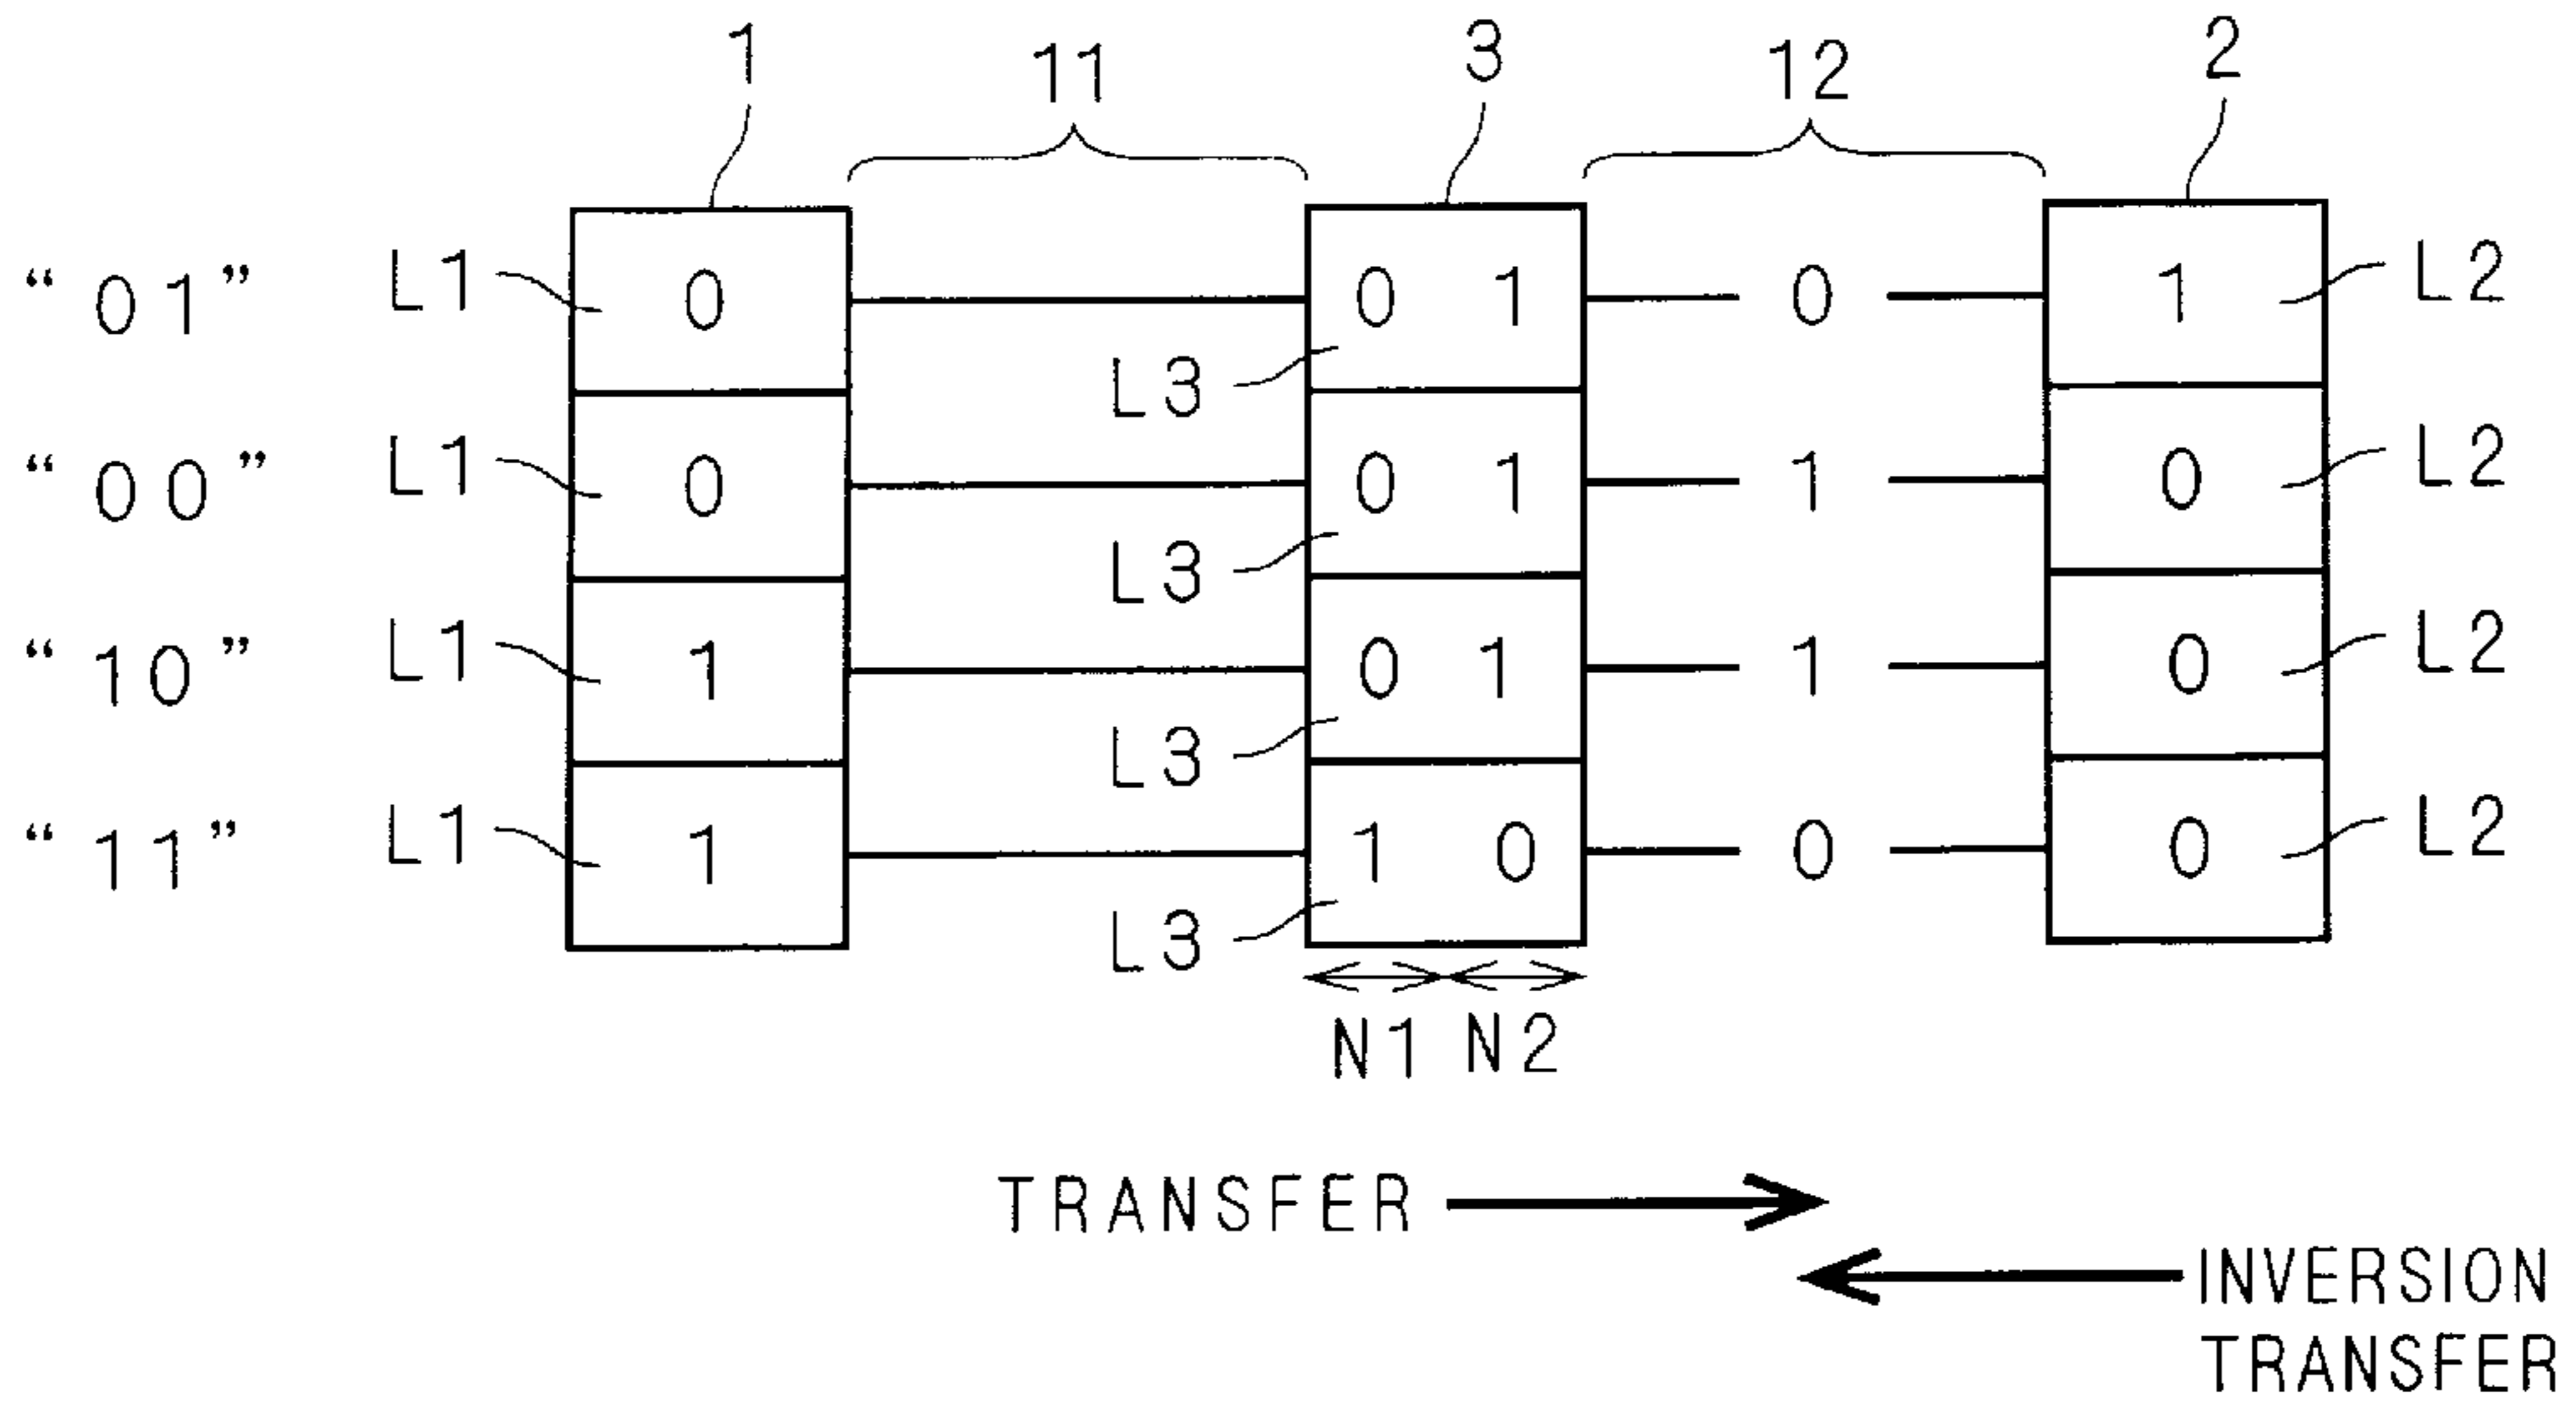 1 11 3 12 2
“01” L1 0 0 1 0 1 L2
L3
“00” L1 0 0 1 1 0 L2
L3
“10” L1 1 0 1 1 0 L2
L3
“11” L1 1 1 0 0 0 L2
L3
N1 N2
TRANSFER
INVERSION
TRANSFER